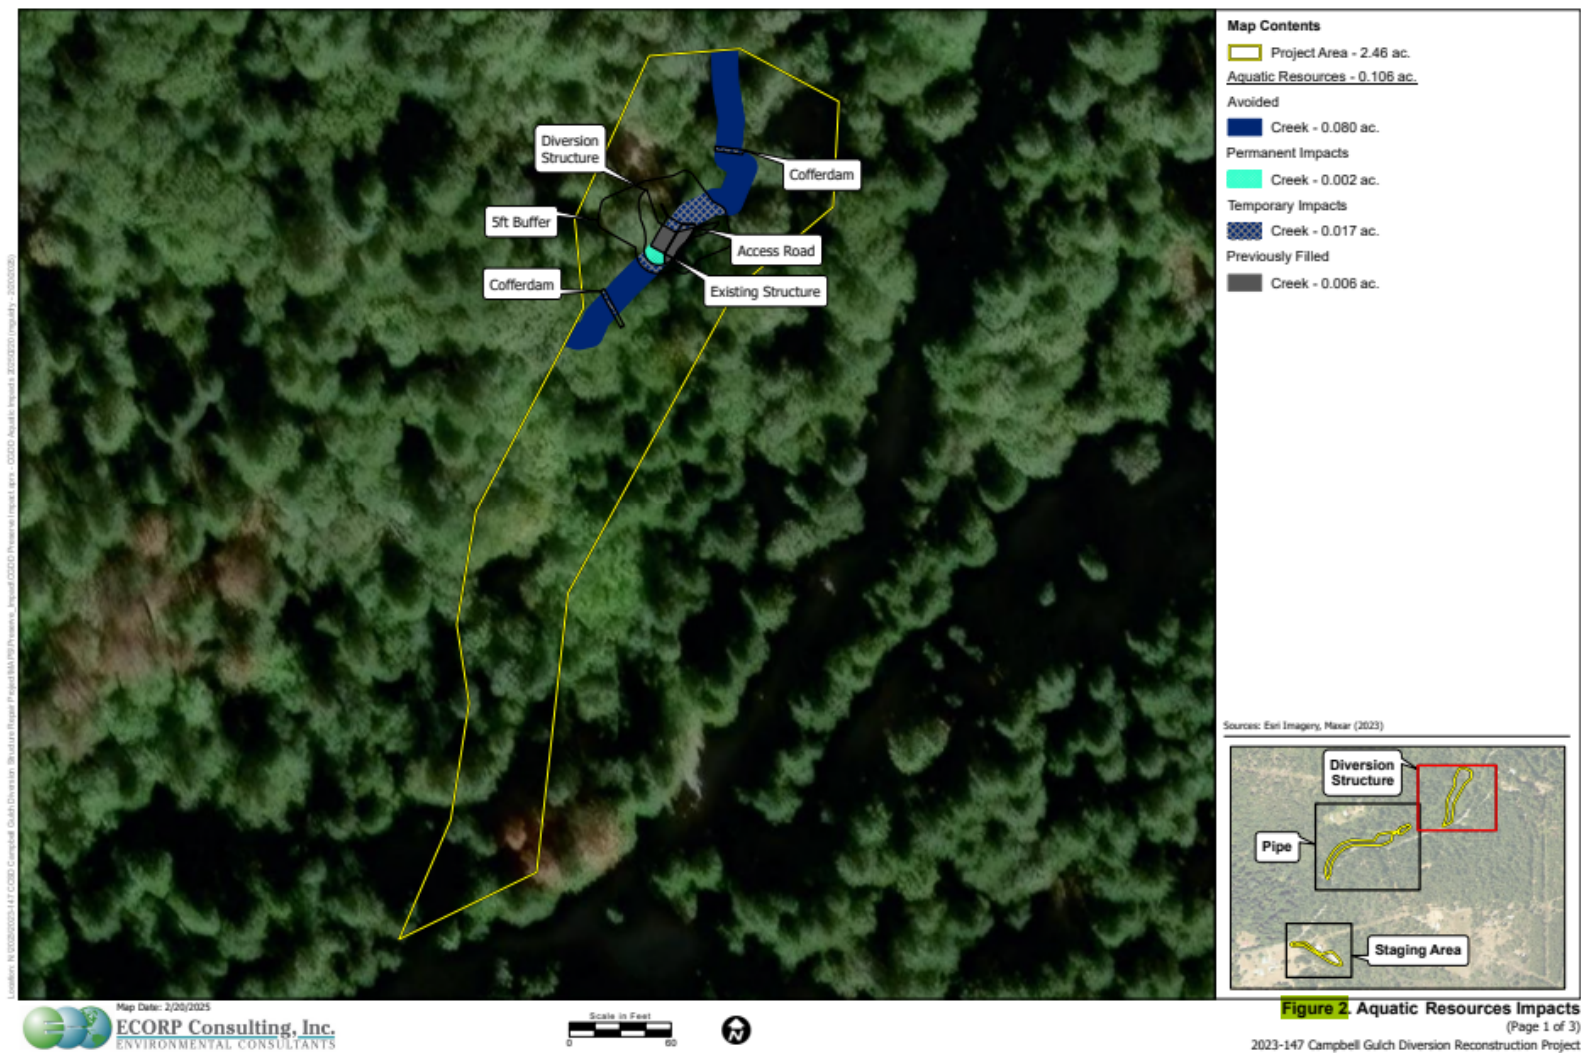 Map Contents
Project Area - 2.46 ac.
Aquatic Resources - 0.106 ac.
Avoided
Creek - 0.080 ac.
Permanent Impacts
Creek - 0.002 ac.
Temporary Impacts
Creek - 0.017 ac.
Previously Filled
Creek - 0.006 ac.
Diversion
Structure
Cofferdam
5ft Buffer
Access Road
Cofferdam
Existing Structure
Sources: Esri Imagery, Maxar (2023)
Diversion
Structure
Pipe
Staging Area
Map Date: 2/20/2025
ECORP Consulting, Inc.
ENVIRONMENTAL CONSULTANTS
Scale in Feet
0 60
N
Figure 2. Aquatic Resources Impacts
(Page 1 of 3)
2023-147 Campbell Gulch Diversion Reconstruction Project